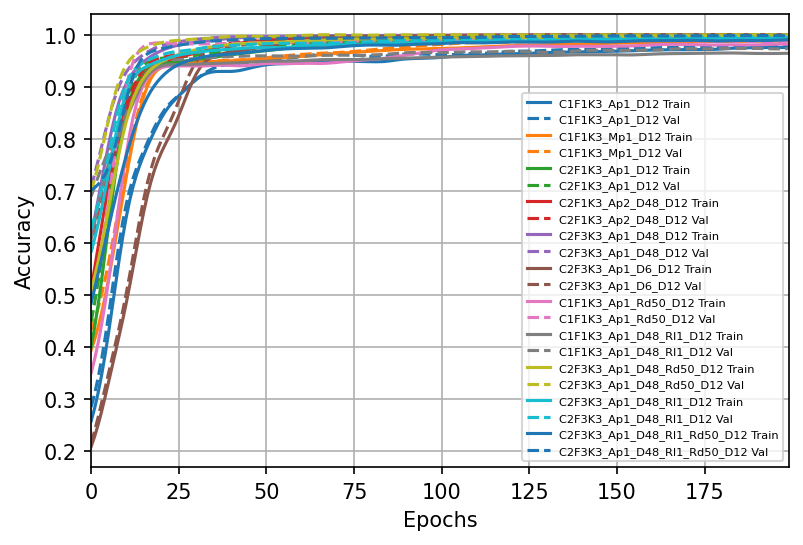 1.0
0.9
0.8
0.7
0.6
0.5
0.4
0.3
0.2
Accuracy
0
25
50
75
100
125
150
175
Epochs
C1F1K3_Ap1_D12 Train
C1F1K3_Ap1_D12 Val
C1F1K3_Mp1_D12 Train
C1F1K3_Mp1_D12 Val
C2F1K3_Ap1_D12 Train
C2F1K3_Ap1_D12 Val
C2F1K3_Ap2_D48_D12 Train
C2F1K3_Ap2_D48_D12 Val
C2F3K3_Ap1_D48_D12 Train
C2F3K3_Ap1_D48_D12 Val
C2F3K3_Ap1_D6_D12 Train
C2F3K3_Ap1_D6_D12 Val
C1F1K3_Ap1_Rd50_D12 Train
C1F1K3_Ap1_Rd50_D12 Val
C1F1K3_Ap1_D48_Rl1_D12 Train
C1F1K3_Ap1_D48_Rl1_D12 Val
C2F3K3_Ap1_D48_Rd50_D12 Train
C2F3K3_Ap1_D48_Rd50_D12 Val
C2F3K3_Ap1_D48_Rl1_D12 Train
C2F3K3_Ap1_D48_Rl1_D12 Val
C2F3K3_Ap1_D48_Rl1_Rd50_D12 Train
C2F3K3_Ap1_D48_Rl1_Rd50_D12 Val